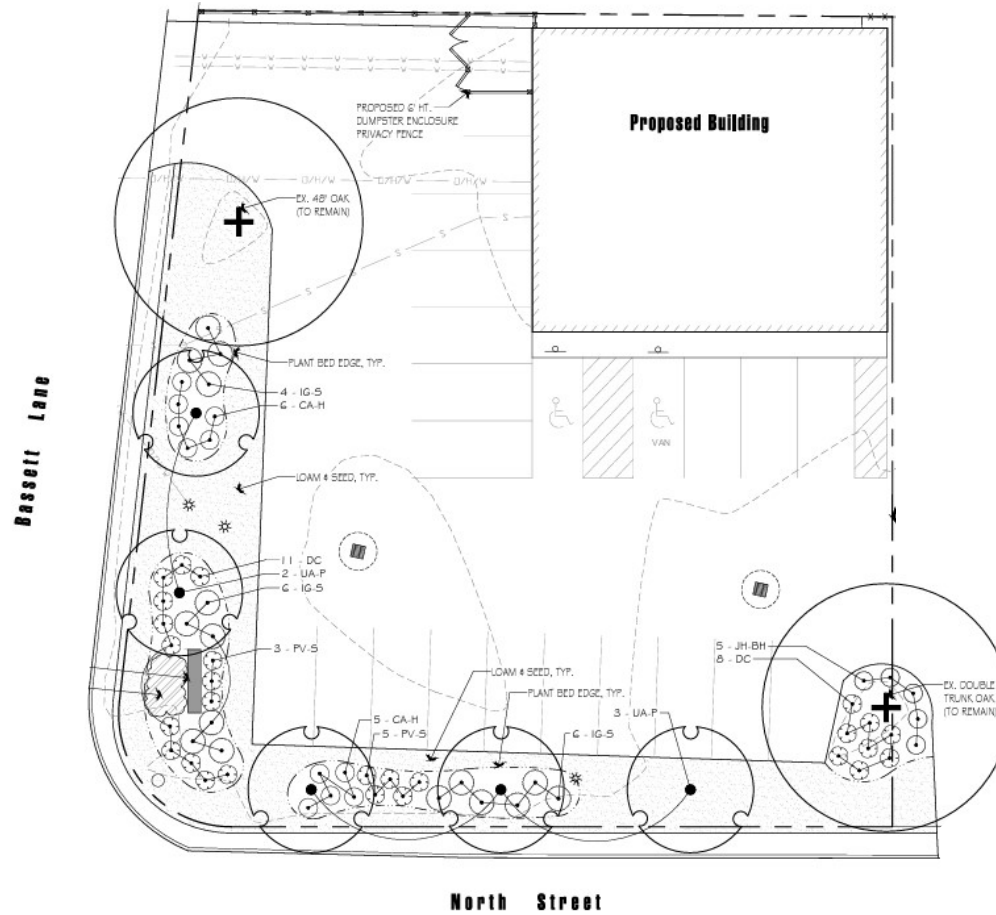 PROPOSED 6' HT.
DUMPSTER ENCLOSURE
PRIVACY FENCE
Proposed Building
O/H/W O/H/W O/H/W O/H/W O/H/W
EX. 48" OAK
(TO REMAIN)
S
S
S
S
PLANT BED EDGE, TYP.
4 - IG-S
6 - CA-H
VAN
Bassett Lane
LOAM & SEED, TYP.
11 - DC
2 - UA-P
6 - IG-S
3 - PV-S
5 - JH-BH
8 - DC
LOAM & SEED, TYP.
PLANT BED EDGE, TYP.
EX. DOUBLE
TRUNK OAK
(TO REMAIN)
3 - UA-P
5 - CA-H
5 - PV-S
6 - IG-S
North Street